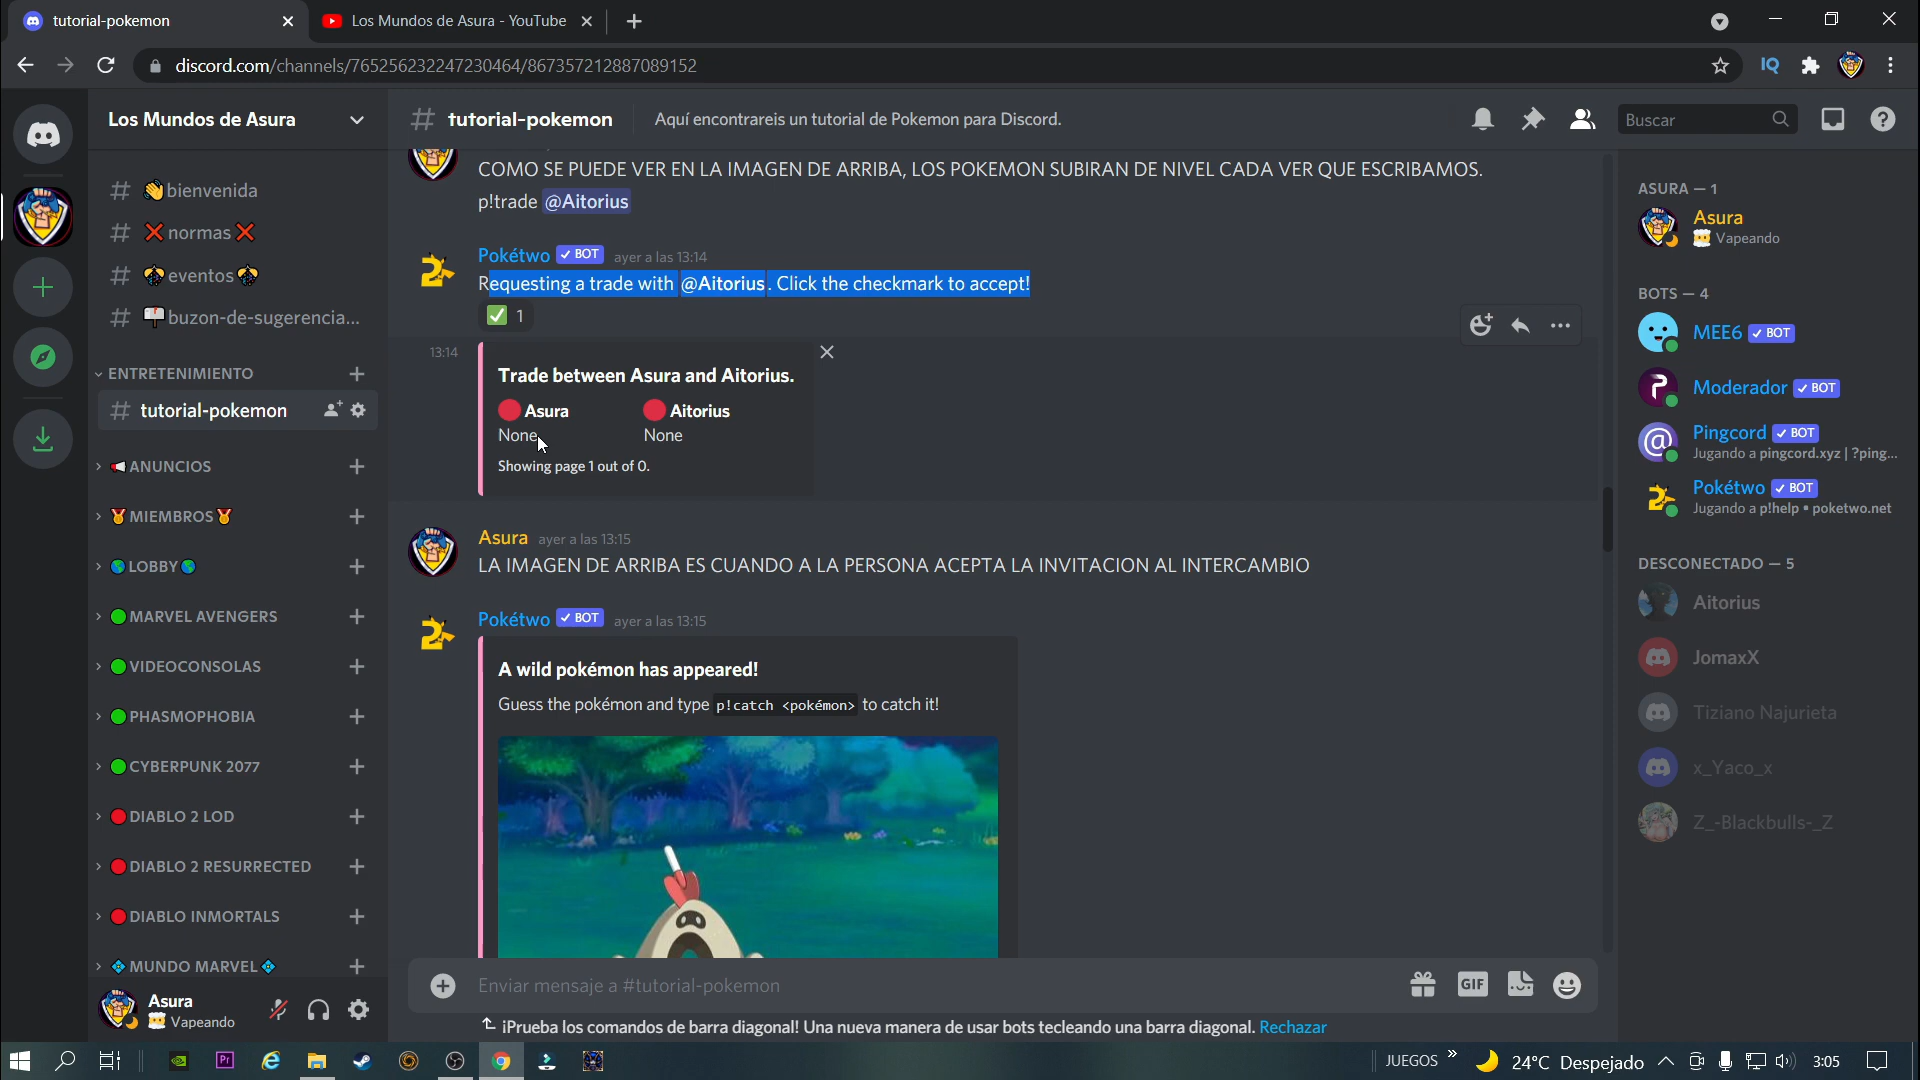 tutorial-pokemon
Los Mundos de Asura - YouTube
discord.com/channels/765256232247230464/867357212887089152
IQ
Los Mundos de Asura
tutorial-pokemon
Aquí encontrareis un tutorial de Pokemon para Discord.
Buscar
bienvenida
normas
eventos
buzon-de-sugerencia...
ENTRETENIMIENTO
tutorial-pokemon
ANUNCIOS
MIEMBROS
LOBBY
MARVEL AVENGERS
VIDEOCONSOLAS
PHASMOPHOBIA
CYBERPUNK 2077
DIABLO 2 LOD
DIABLO 2 RESURRECTED
DIABLO INMORTALS
MUNDO MARVEL
Asura
Vapeando
COMO SE PUEDE VER EN LA IMAGEN DE ARRIBA, LOS POKEMON SUBIRAN DE NIVEL CADA VER QUE ESCRIBAMOS.
p!trade @Aitorius
Pokétwo BOT ayer a las 13:14
Requesting a trade with @Aitorius. Click the checkmark to accept!
1
13:14
Trade between Asura and Aitorius.
Asura Aitorius
None None
Showing page 1 out of 0.
Asura ayer a las 13:15
LA IMAGEN DE ARRIBA ES CUANDO A LA PERSONA ACEPTA LA INVITACION AL INTERCAMBIO
Pokétwo BOT ayer a las 13:15
A wild pokémon has appeared!
Guess the pokémon and type p!catch <pokémon> to catch it!
Enviar mensaje a #tutorial-pokemon
GIF
¡Prueba los comandos de barra diagonal! Una nueva manera de usar bots tecleando una barra diagonal. Rechazar
ASURA — 1
Asura
Vapeando
BOTS — 4
MEE6 BOT
Moderador BOT
Pingcord BOT
Jugando a pingcord.xyz | ?ping...
Pokétwo BOT
Jugando a p!help • poketwo.net
DESCONECTADO — 5
Aitorius
JomaxX
Tiziano Najurieta
x_Yaco_x
Z_-Blackbulls-_Z
Pr
JUEGOS
24°C Despejado
3:05